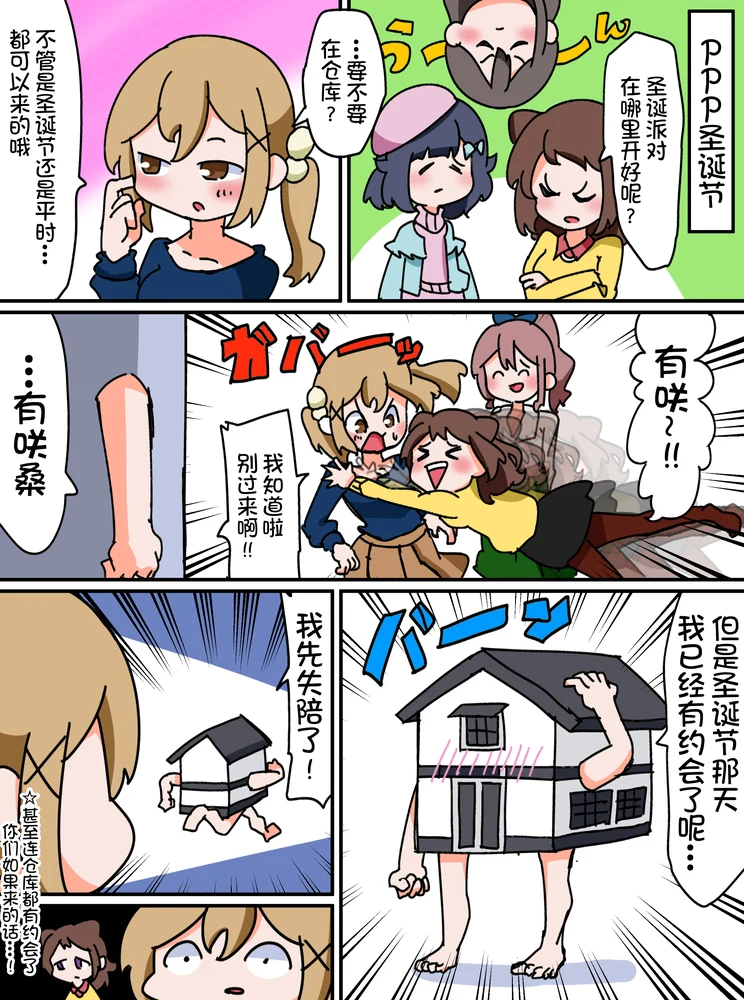 PPP圣诞节
圣诞派对
在哪里开好呢？
うーーん
…要不要
在仓库？
不管是圣诞节还是平时…
都可以来的哦
有咲~!!
ガバーーッ
我知道啦
别过来啊!!
…有咲桑
但是圣诞节那天
我已经有约会了呢…
バーーン
我先失陪了！
☆甚至连仓库都有约会了
你们如果来的话…！